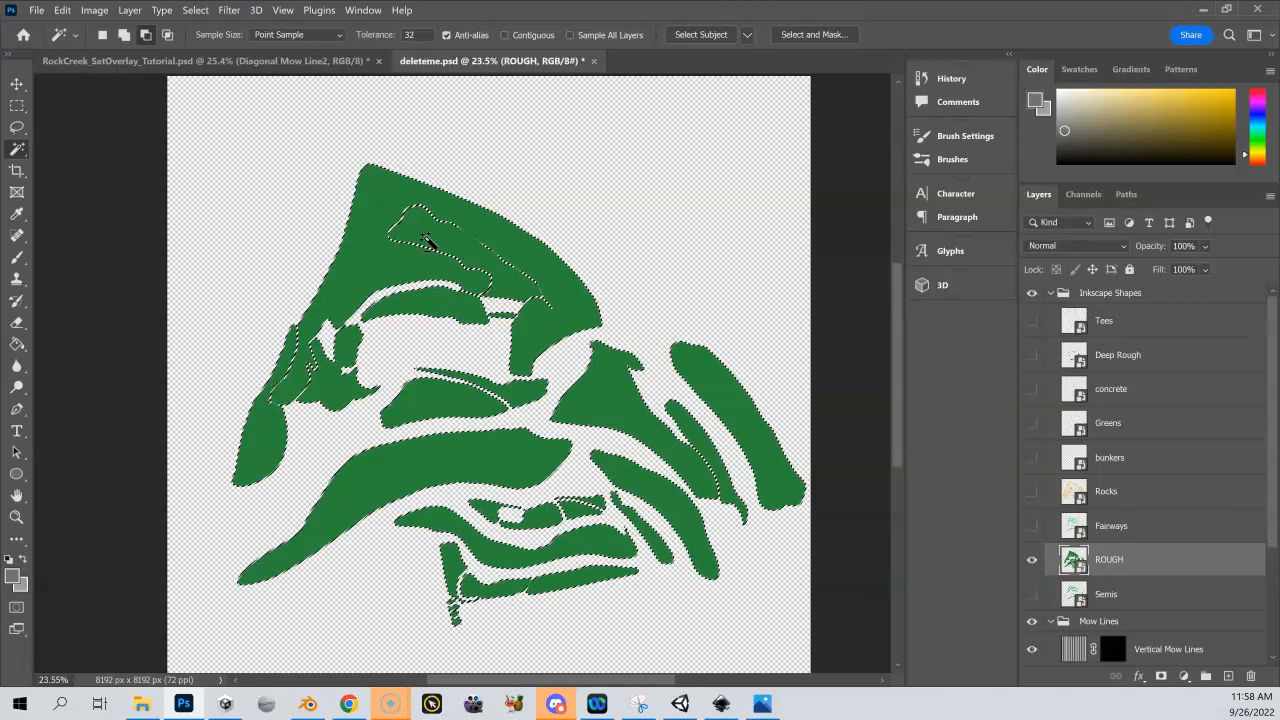 Ps File Edit Image Layer Type Select Filter 3D View Plugins Window Help
Sample Size: Point Sample Tolerance: 32 Anti-alias Contiguous Sample All Layers Select Subject Select and Mask... Share
RockCreek_SatOverlay_Tutorial.psd @ 25.4% (Diagonal Mow Line2, RGB/8) * × deleteme.psd @ 23.5% (ROUGH, RGB/8#) * ×
History
Comments
Brush Settings
Brushes
Character
Paragraph
Glyphs
3D
Color Swatches Gradients Patterns
Layers Channels Paths
Kind
Normal Opacity: 100%
Lock: Fill: 100%
Inkscape Shapes
Tees
Deep Rough
concrete
Greens
bunkers
Rocks
Fairways
ROUGH
Semis
Mow Lines
Vertical Mow Lines
23.55% 8192 px x 8192 px (72 ppi)
Ps
11:58 AM
9/26/2022